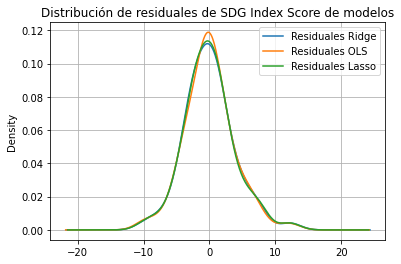 Distribución de residuales de SDG Index Score de modelos
Residuales Ridge
Residuales OLS
Residuales Lasso
Density
0.12
0.10
0.08
0.06
0.04
0.02
0.00
−20
−10
0
10
20